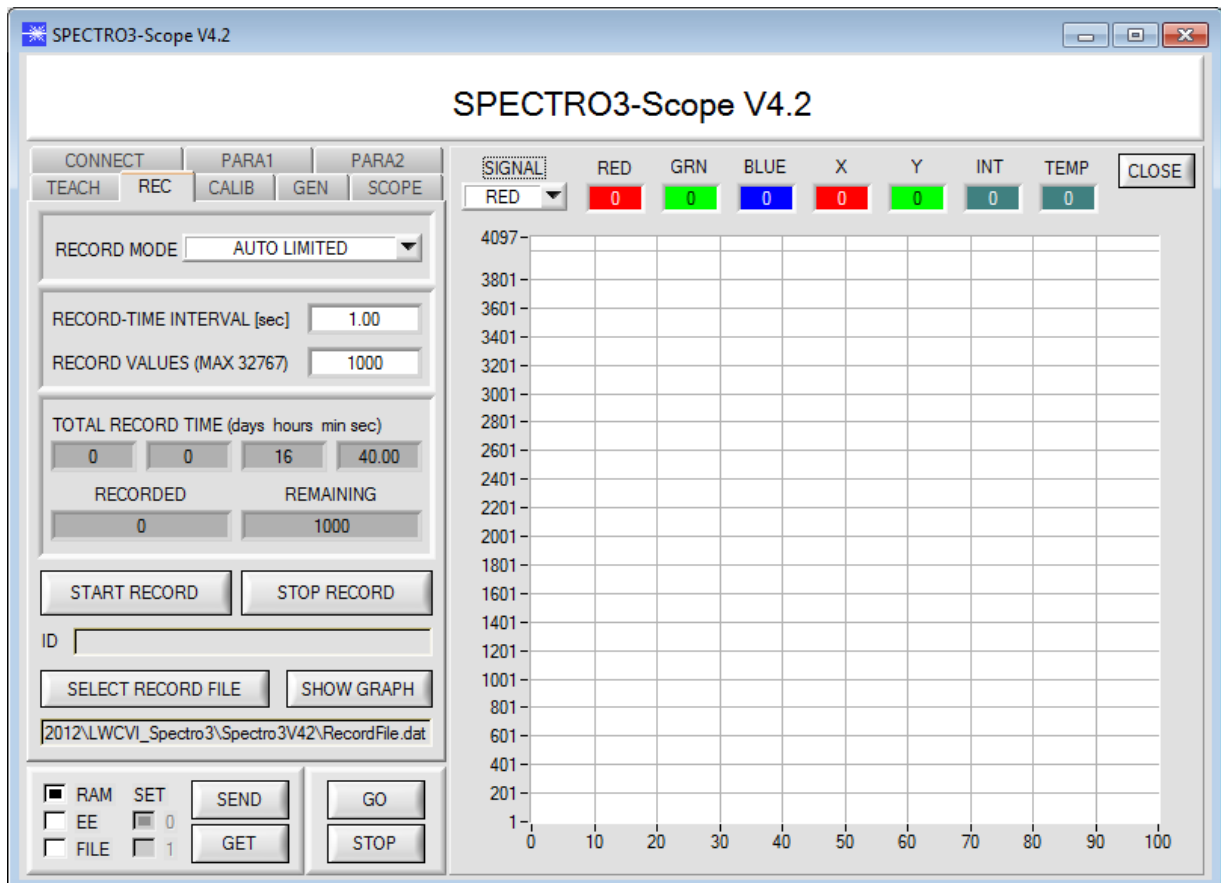 SPECTRO3-Scope V4.2
SPECTRO3-Scope V4.2
CONNECT PARA1 PARA2
TEACH REC CALIB GEN SCOPE
RECORD MODE AUTO LIMITED
RECORD-TIME INTERVAL [sec] 1.00
RECORD VALUES (MAX 32767) 1000
TOTAL RECORD TIME (days hours min sec)
0 0 16 40.00
RECORDED REMAINING
0 1000
START RECORD STOP RECORD
ID
SELECT RECORD FILE SHOW GRAPH
2012\LWCVI_Spectro3\Spectro3V42\RecordFile.dat
RAM SET SEND GO
EE 0
FILE 1 GET STOP
SIGNAL RED GRN BLUE X Y INT TEMP CLOSE
RED 0 0 0 0 0 0 0
4097
3801
3601
3401
3201
3001
2801
2601
2401
2201
2001
1801
1601
1401
1201
1001
801
601
401
201
1
0 10 20 30 40 50 60 70 80 90 100